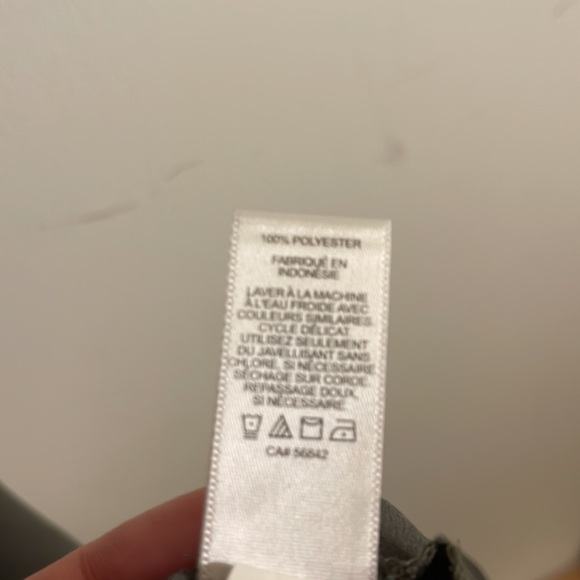 100% POLYESTER
FABRIQUÉ EN
INDONÉSIE
LAVER À LA MACHINE
À L'EAU FROIDE AVEC
COULEURS SIMILAIRES.
CYCLE DÉLICAT.
UTILISEZ SEULEMENT
DU JAVELLISANT SANS
CHLORE, SI NÉCESSAIRE.
SÉCHAGE SUR CORDE.
REPASSAGE DOUX,
SI NÉCESSAIRE.
CA# 56842